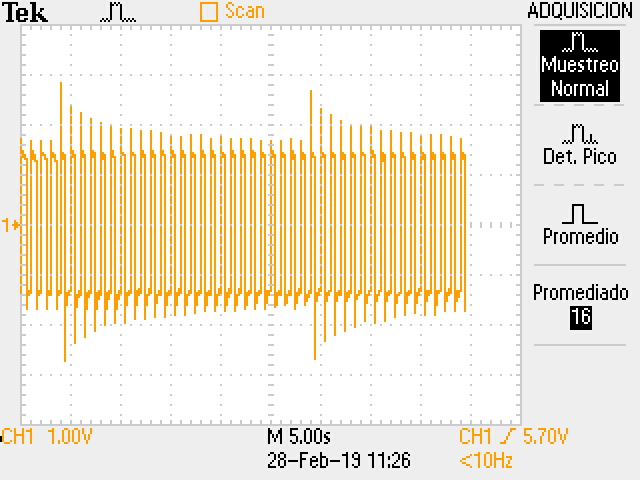 Tek
Scan
ADQUISICION
Muestreo
Normal
Det. Pico
Promedio
Promediado
16
1
CH1 1.00V
M 5.00s
CH1 5.70V
28-Feb-19 11:26
<10Hz